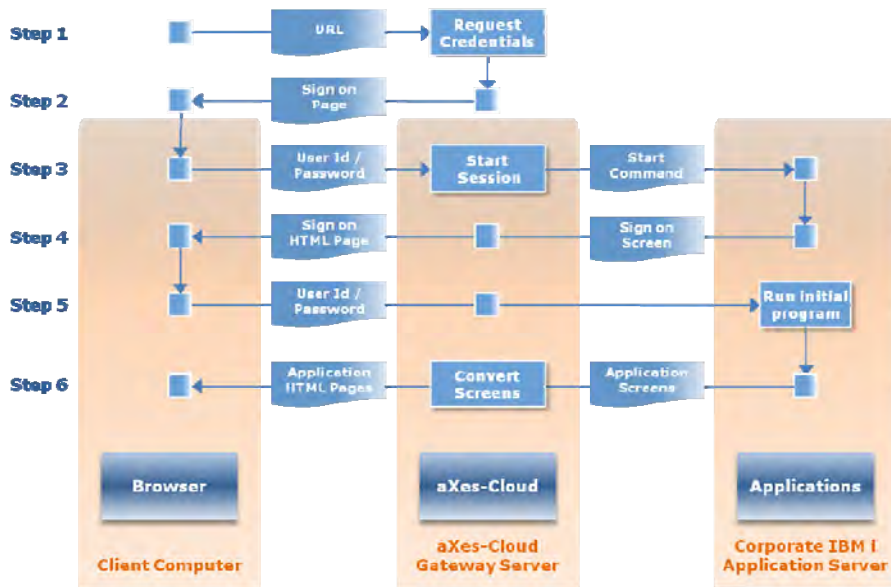 Step 1
URL
Request
Credentials
Step 2
Sign on
Page
Step 3
User Id /
Password
Start
Session
Start
Command
Step 4
Sign on
HTML Page
Sign on
Screen
Step 5
User Id /
Password
Run initial
program
Step 6
Application
HTML Pages
Convert
Screens
Application
Screens
Browser
aXes-Cloud
Applications
Client Computer
aXes-Cloud
Gateway Server
Corporate IBM i
Application Server